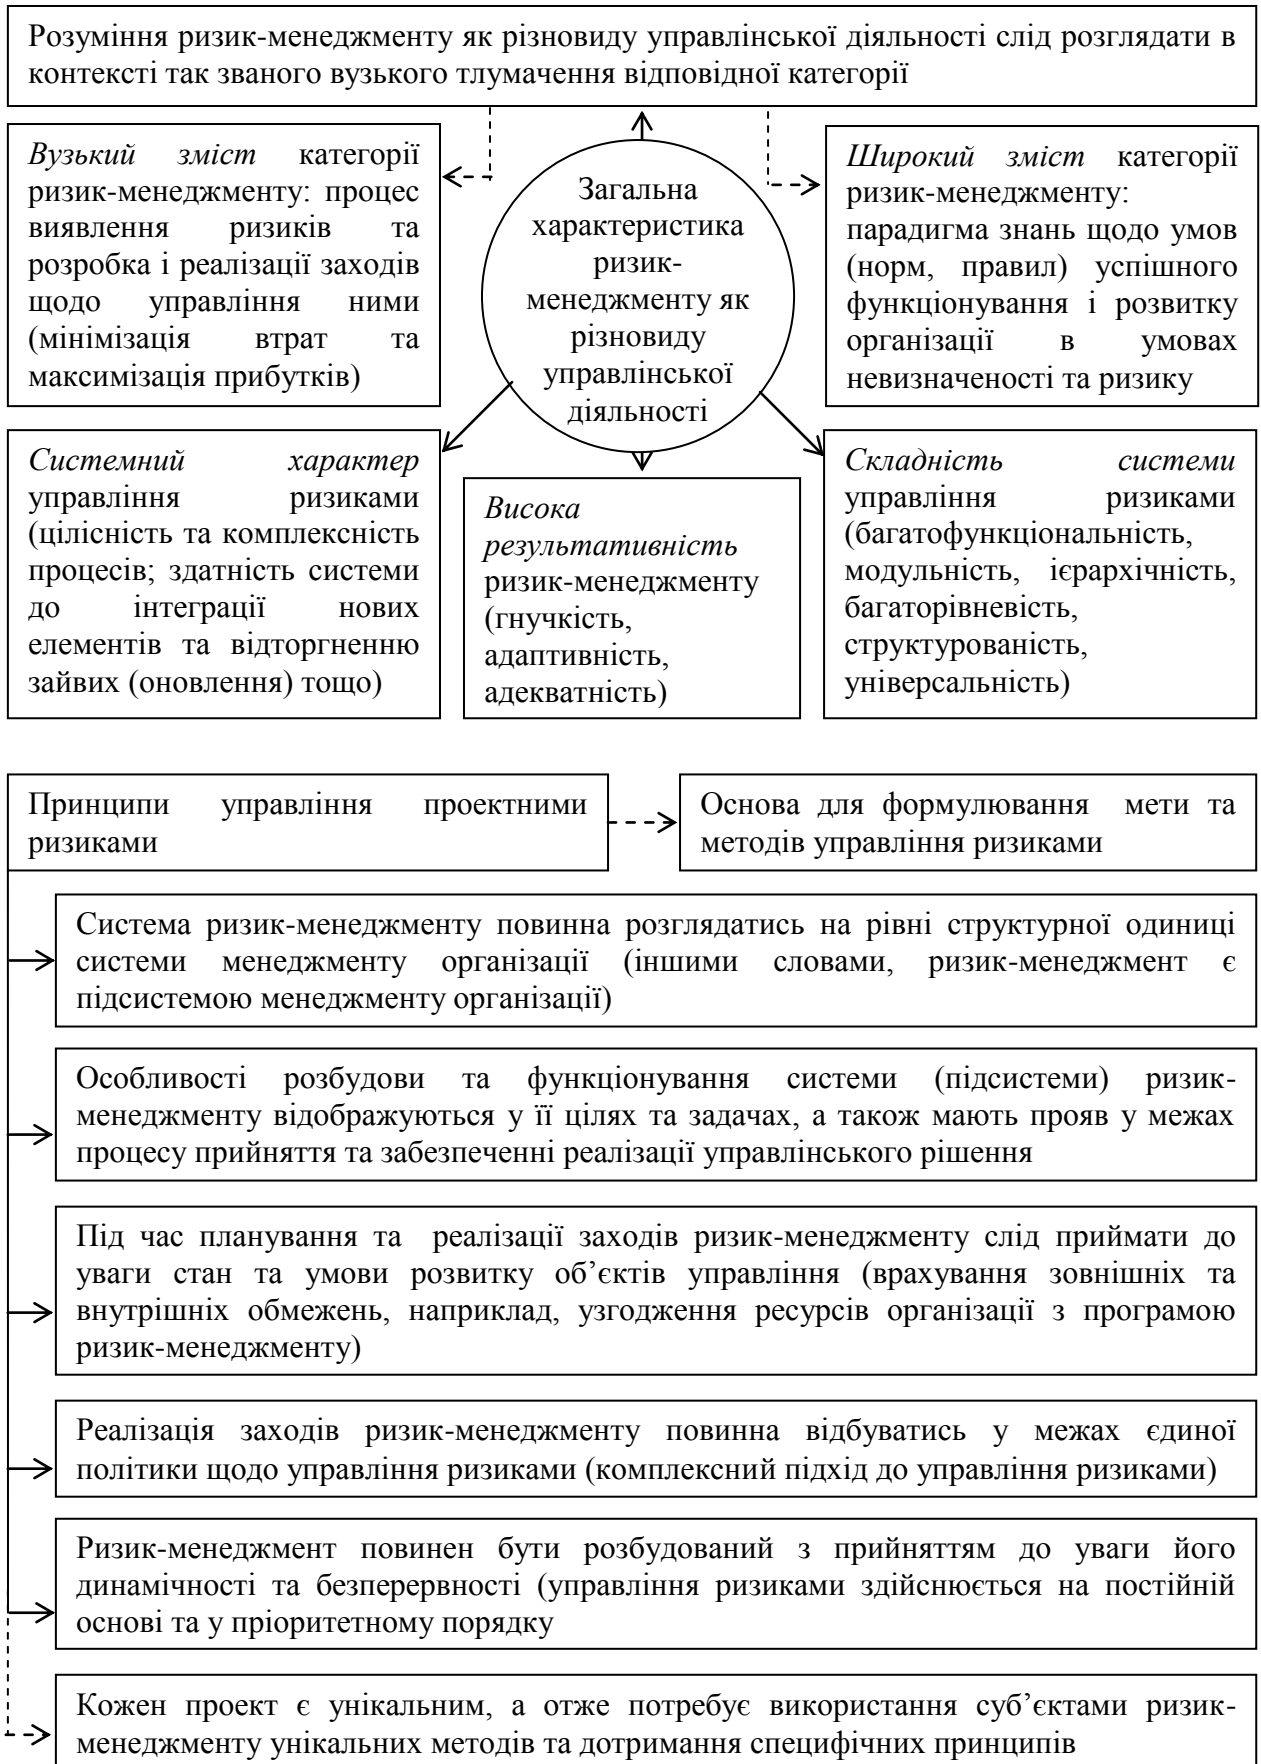 Розуміння ризик-менеджменту як різновиду управлінської діяльності слід розглядати в
контексті так званого вузького тлумачення відповідної категорії
Вузький зміст категорії
ризик-менеджменту: процес
виявлення ризиків та
розробка і реалізації заходів
щодо управління ними
(мінімізація втрат та
максимізація прибутків)
Загальна
характеристика
ризик-
менеджменту як
різновиду
управлінської
діяльності
Широкий зміст категорії
ризик-менеджменту:
парадигма знань щодо умов
(норм, правил) успішного
функціонування і розвитку
організації в умовах
невизначеності та ризику
Системний характер
управління ризиками
(цілісність та комплексність
процесів; здатність системи
до інтеграції нових
елементів та відторгненню
зайвих (оновлення) тощо)
Висока
результативність
ризик-менеджменту
(гнучкість,
адаптивність,
адекватність)
Складність системи
управління ризиками
(багатофункціональність,
модульність, ієрархічність,
багаторівневість,
структурованість,
універсальність)
Принципи управління проектними
ризиками
Основа для формулювання мети та
методів управління ризиками
Система ризик-менеджменту повинна розглядатись на рівні структурної одиниці
системи менеджменту організації (іншими словами, ризик-менеджмент є
підсистемою менеджменту організації)
Особливості розбудови та функціонування системи (підсистеми) ризик-
менеджменту відображуються у її цілях та задачах, а також мають прояв у межах
процесу прийняття та забезпеченні реалізації управлінського рішення
Під час планування та реалізації заходів ризик-менеджменту слід приймати до
уваги стан та умови розвитку об’єктів управління (врахування зовнішніх та
внутрішніх обмежень, наприклад, узгодження ресурсів організації з програмою
ризик-менеджменту)
Реалізація заходів ризик-менеджменту повинна відбуватись у межах єдиної
політики щодо управління ризиками (комплексний підхід до управління ризиками)
Ризик-менеджмент повинен бути розбудований з прийняттям до уваги його
динамічності та безперервності (управління ризиками здійснюється на постійній
основі та у пріоритетному порядку
Кожен проект є унікальним, а отже потребує використання суб’єктами ризик-
менеджменту унікальних методів та дотримання специфічних принципів